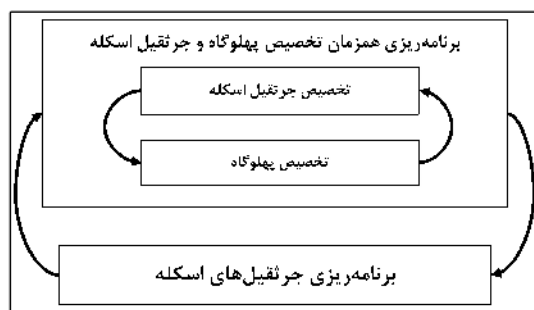 برنامه‌ریزی همزمان تخصیص پهلوگاه و جرثقیل اسکله
تخصیص جرثقیل اسکله
تخصیص پهلوگاه
برنامه‌ریزی جرثقیل‌های اسکله